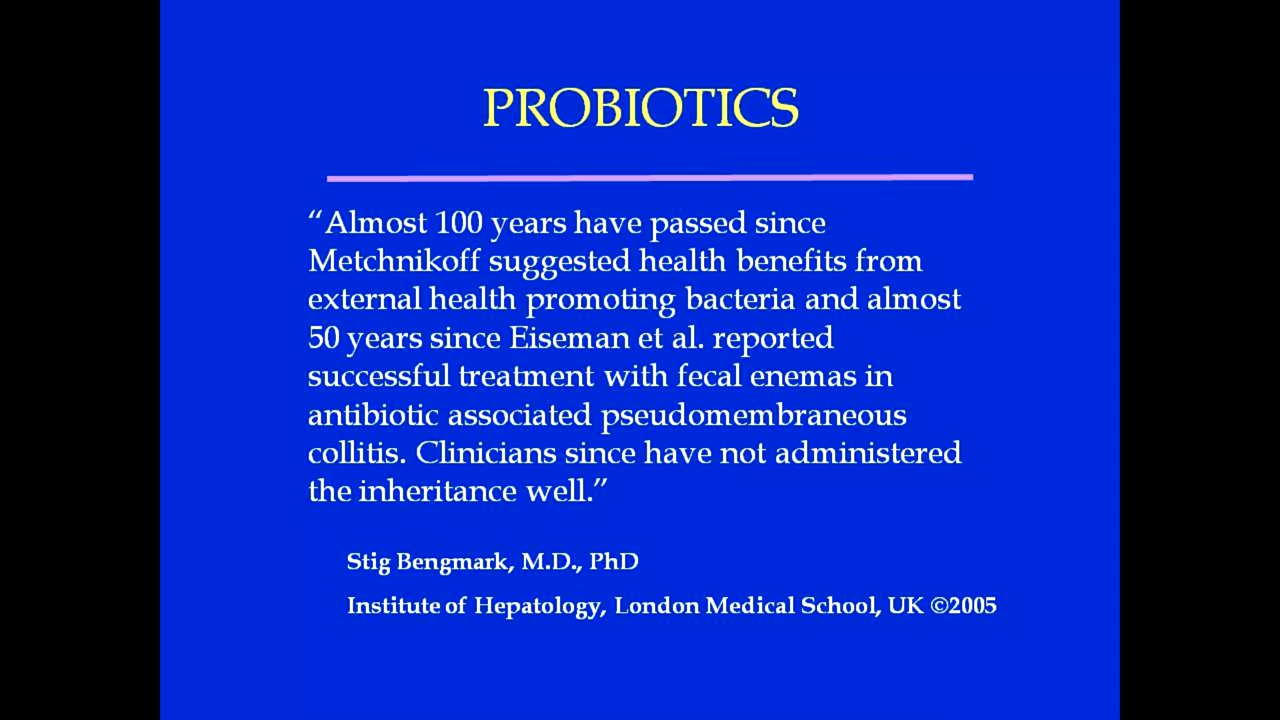 PROBIOTICS
“Almost 100 years have passed since
Metchnikoff suggested health benefits from
external health promoting bacteria and almost
50 years since Eiseman et al. reported
successful treatment with fecal enemas in
antibiotic associated pseudomembraneous
collitis. Clinicians since have not administered
the inheritance well.”
Stig Bengmark, M.D., PhD
Institute of Hepatology, London Medical School, UK ©2005